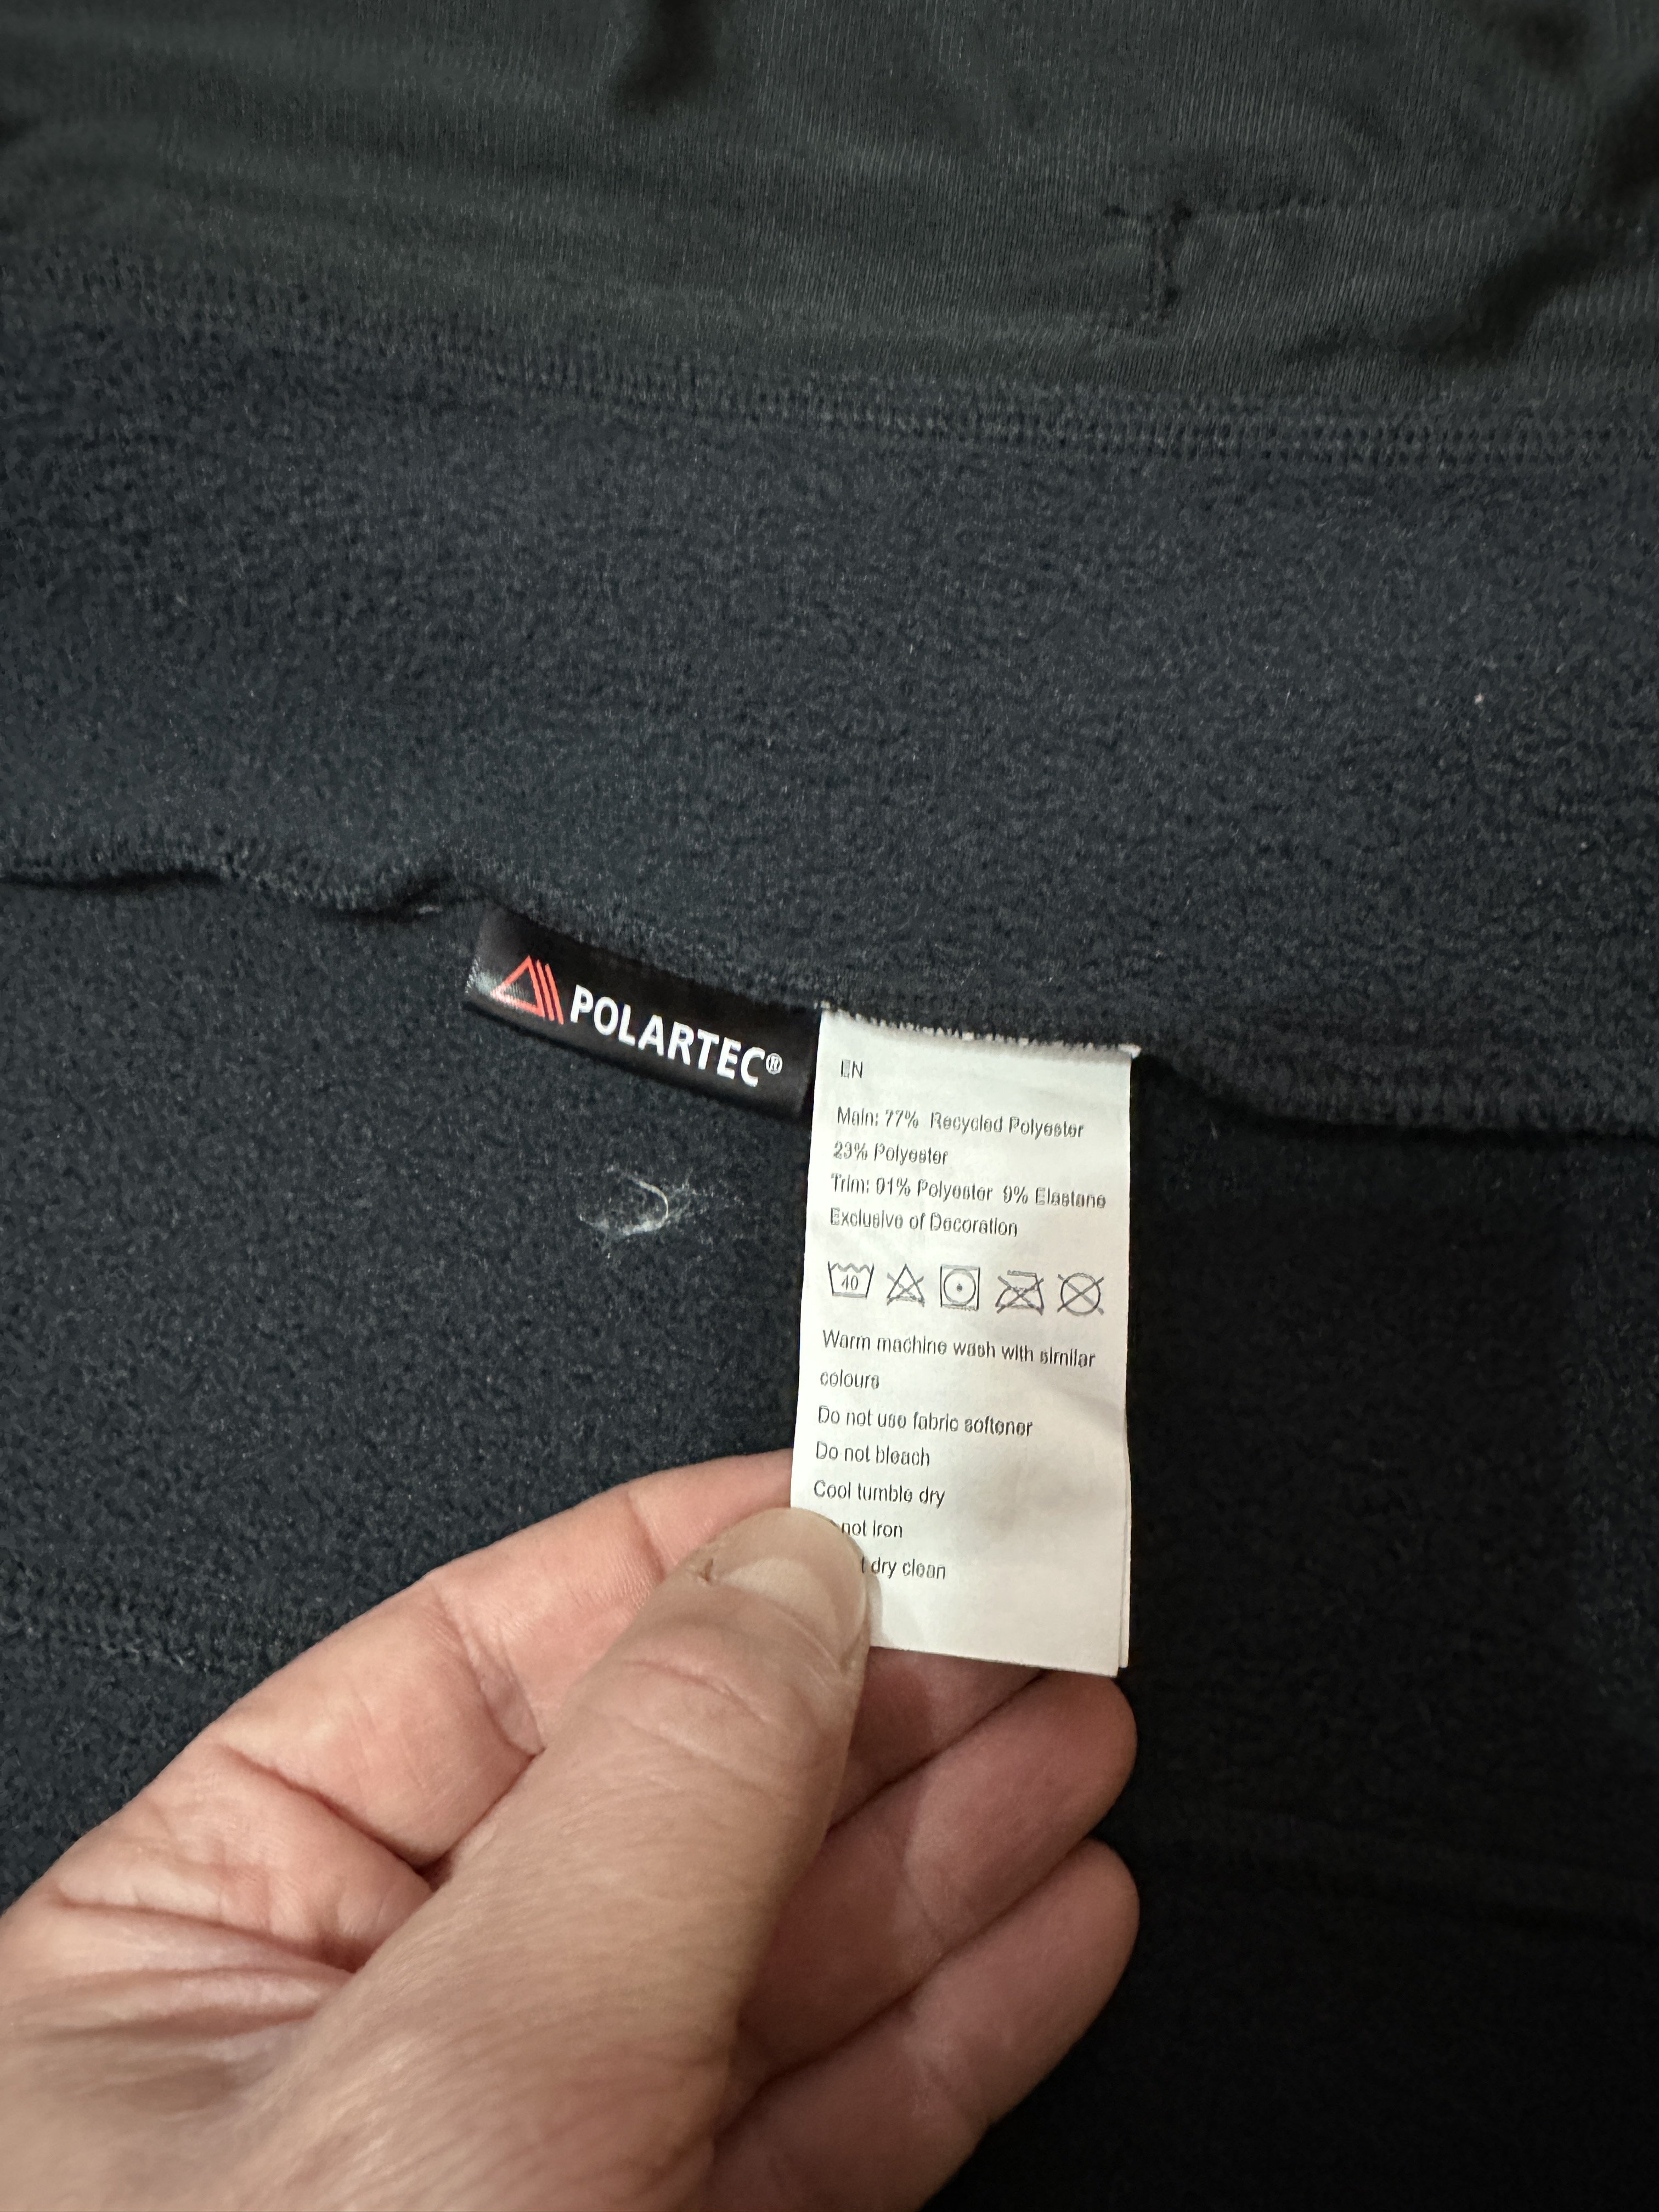 POLARTEC®
EN
Main: 77% Recycled Polyester
23% Polyester
Trim: 91% Polyester 9% Elastane
Exclusive of Decoration
40
Warm machine wash with similar
colours
Do not use fabric softener
Do not bleach
Cool tumble dry
not iron
dry clean